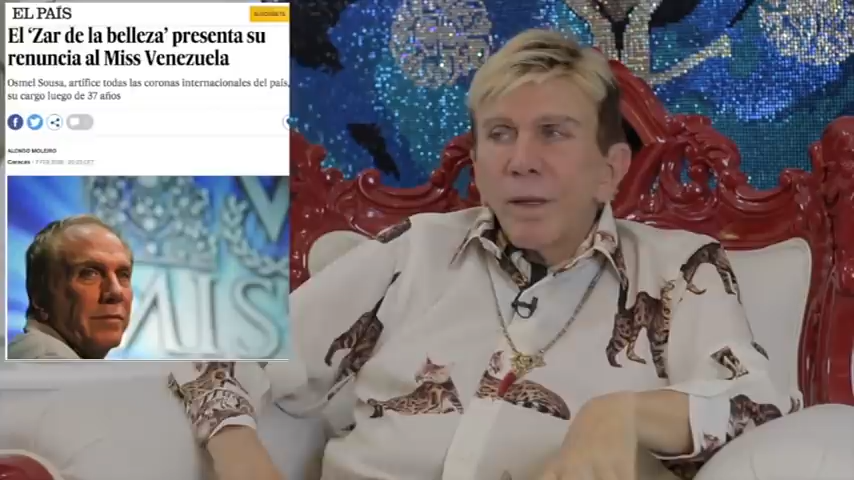 EL PAÍS
SUSCRÍBETE
El 'Zar de la belleza' presenta su
renuncia al Miss Venezuela
Osmel Sousa, artífice todas las coronas internacionales del país,
su cargo luego de 37 años
ALONSO MOLEIRO
Caracas
MIS